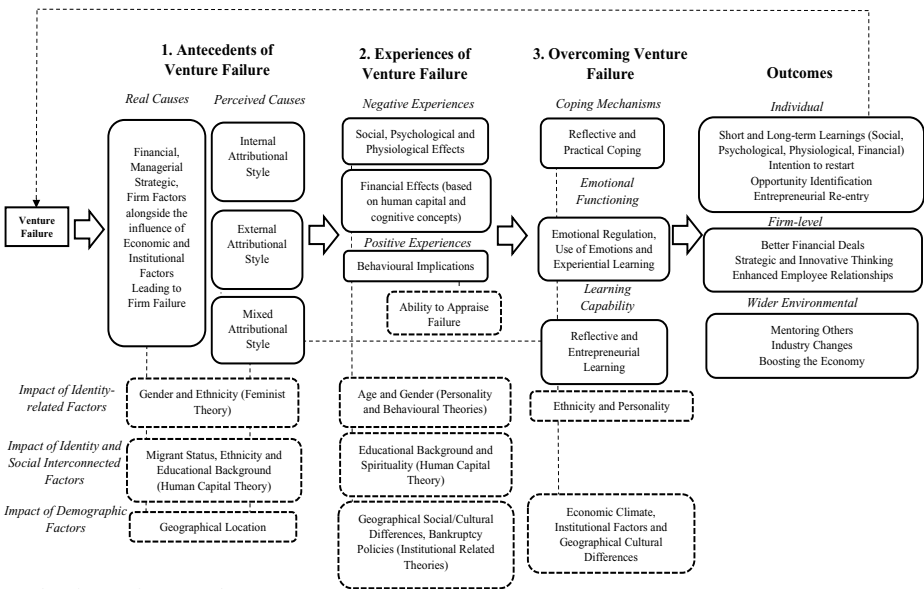 1. Antecedents of
Venture Failure
2. Experiences of
Venture Failure
3. Overcoming Venture
Failure
Outcomes
Real Causes
Perceived Causes
Negative Experiences
Coping Mechanisms
Individual
Venture
Failure
Financial,
Managerial
Strategic,
Firm Factors
alongside the
influence of
Economic and
Institutional
Factors
Leading to
Firm Failure
Internal
Attributional
Style
External
Attributional
Style
Mixed
Attributional
Style
Social, Psychological and
Physiological Effects
Financial Effects (based
on human capital and
cognitive concepts)
Positive Experiences
Behavioural Implications
Ability to Appraise
Failure
Reflective and
Practical Coping
Emotional
Functioning
Emotional Regulation,
Use of Emotions and
Experiential Learning
Learning
Capability
Reflective and
Entrepreneurial
Learning
Short and Long-term Learnings (Social,
Psychological, Physiological, Financial)
Intention to restart
Opportunity Identification
Entrepreneurial Re-entry
Firm-level
Better Financial Deals
Strategic and Innovative Thinking
Enhanced Employee Relationships
Wider Environmental
Mentoring Others
Industry Changes
Boosting the Economy
Impact of Identity-
related Factors
Gender and Ethnicity (Feminist
Theory)
Age and Gender (Personality
and Behavioural Theories)
Ethnicity and Personality
Impact of Identity and
Social Interconnected
Factors
Migrant Status, Ethnicity and
Educational Background
(Human Capital Theory)
Educational Background and
Spirituality (Human Capital
Theory)
Impact of Demographic
Factors
Geographical Location
Geographical Social/Cultural
Differences, Bankruptcy
Policies (Institutional Related
Theories)
Economic Climate,
Institutional Factors and
Geographical Cultural
Differences